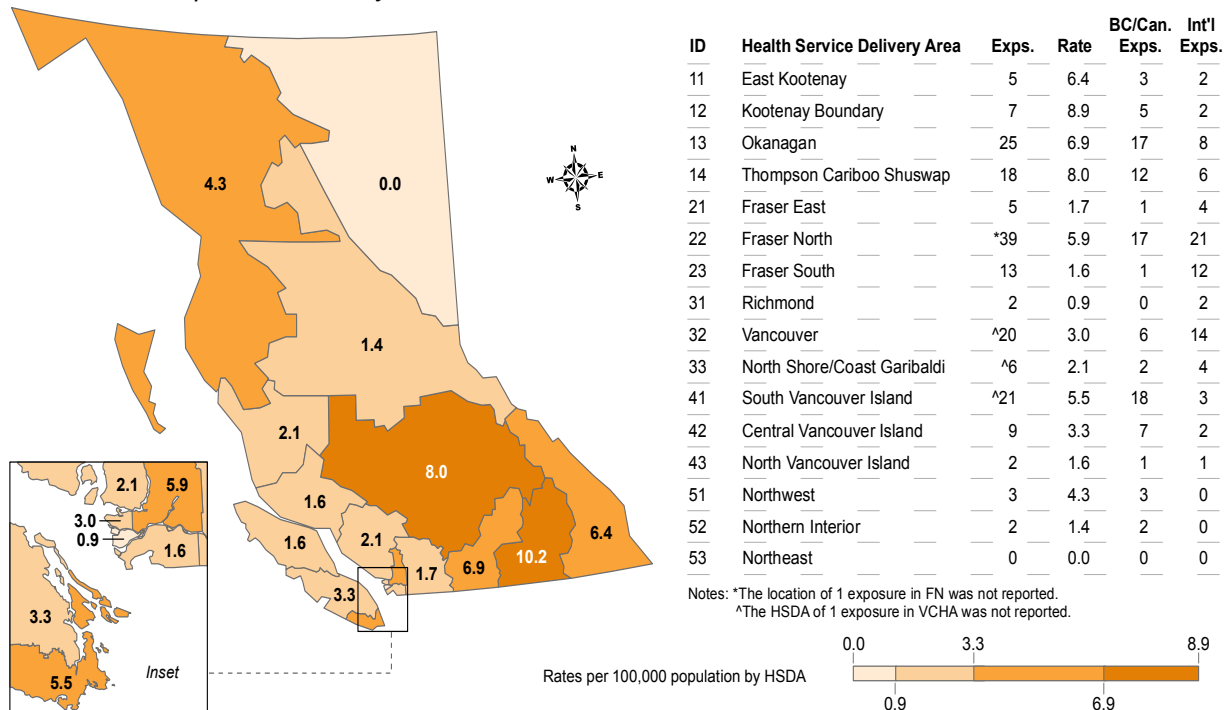 BC/Can. Int'l
ID Health Service Delivery Area Exps. Rate Exps. Exps.
11 East Kootenay 5 6.4 3 2
12 Kootenay Boundary 7 8.9 5 2
13 Okanagan 25 6.9 17 8
14 Thompson Cariboo Shuswap 18 8.0 12 6
21 Fraser East 5 1.7 1 4
22 Fraser North *39 5.9 17 21
23 Fraser South 13 1.6 1 12
31 Richmond 2 0.9 0 2
32 Vancouver ^20 3.0 6 14
33 North Shore/Coast Garibaldi ^6 2.1 2 4
41 South Vancouver Island ^21 5.5 18 3
42 Central Vancouver Island 9 3.3 7 2
43 North Vancouver Island 2 1.6 1 1
51 Northwest 3 4.3 3 0
52 Northern Interior 2 1.4 2 0
53 Northeast 0 0.0 0 0
Notes: *The location of 1 exposure in FN was not reported.
^The HSDA of 1 exposure in VCHA was not reported.
N
W E
S
4.3
0.0
1.4
2.1
8.0
1.6
1.6
2.1
6.4
10.2
6.9
1.7
3.3
2.1
5.9
3.0
0.9
1.6
3.3
5.5
Inset
Rates per 100,000 population by HSDA
0.0 3.3 8.9
0.9 6.9